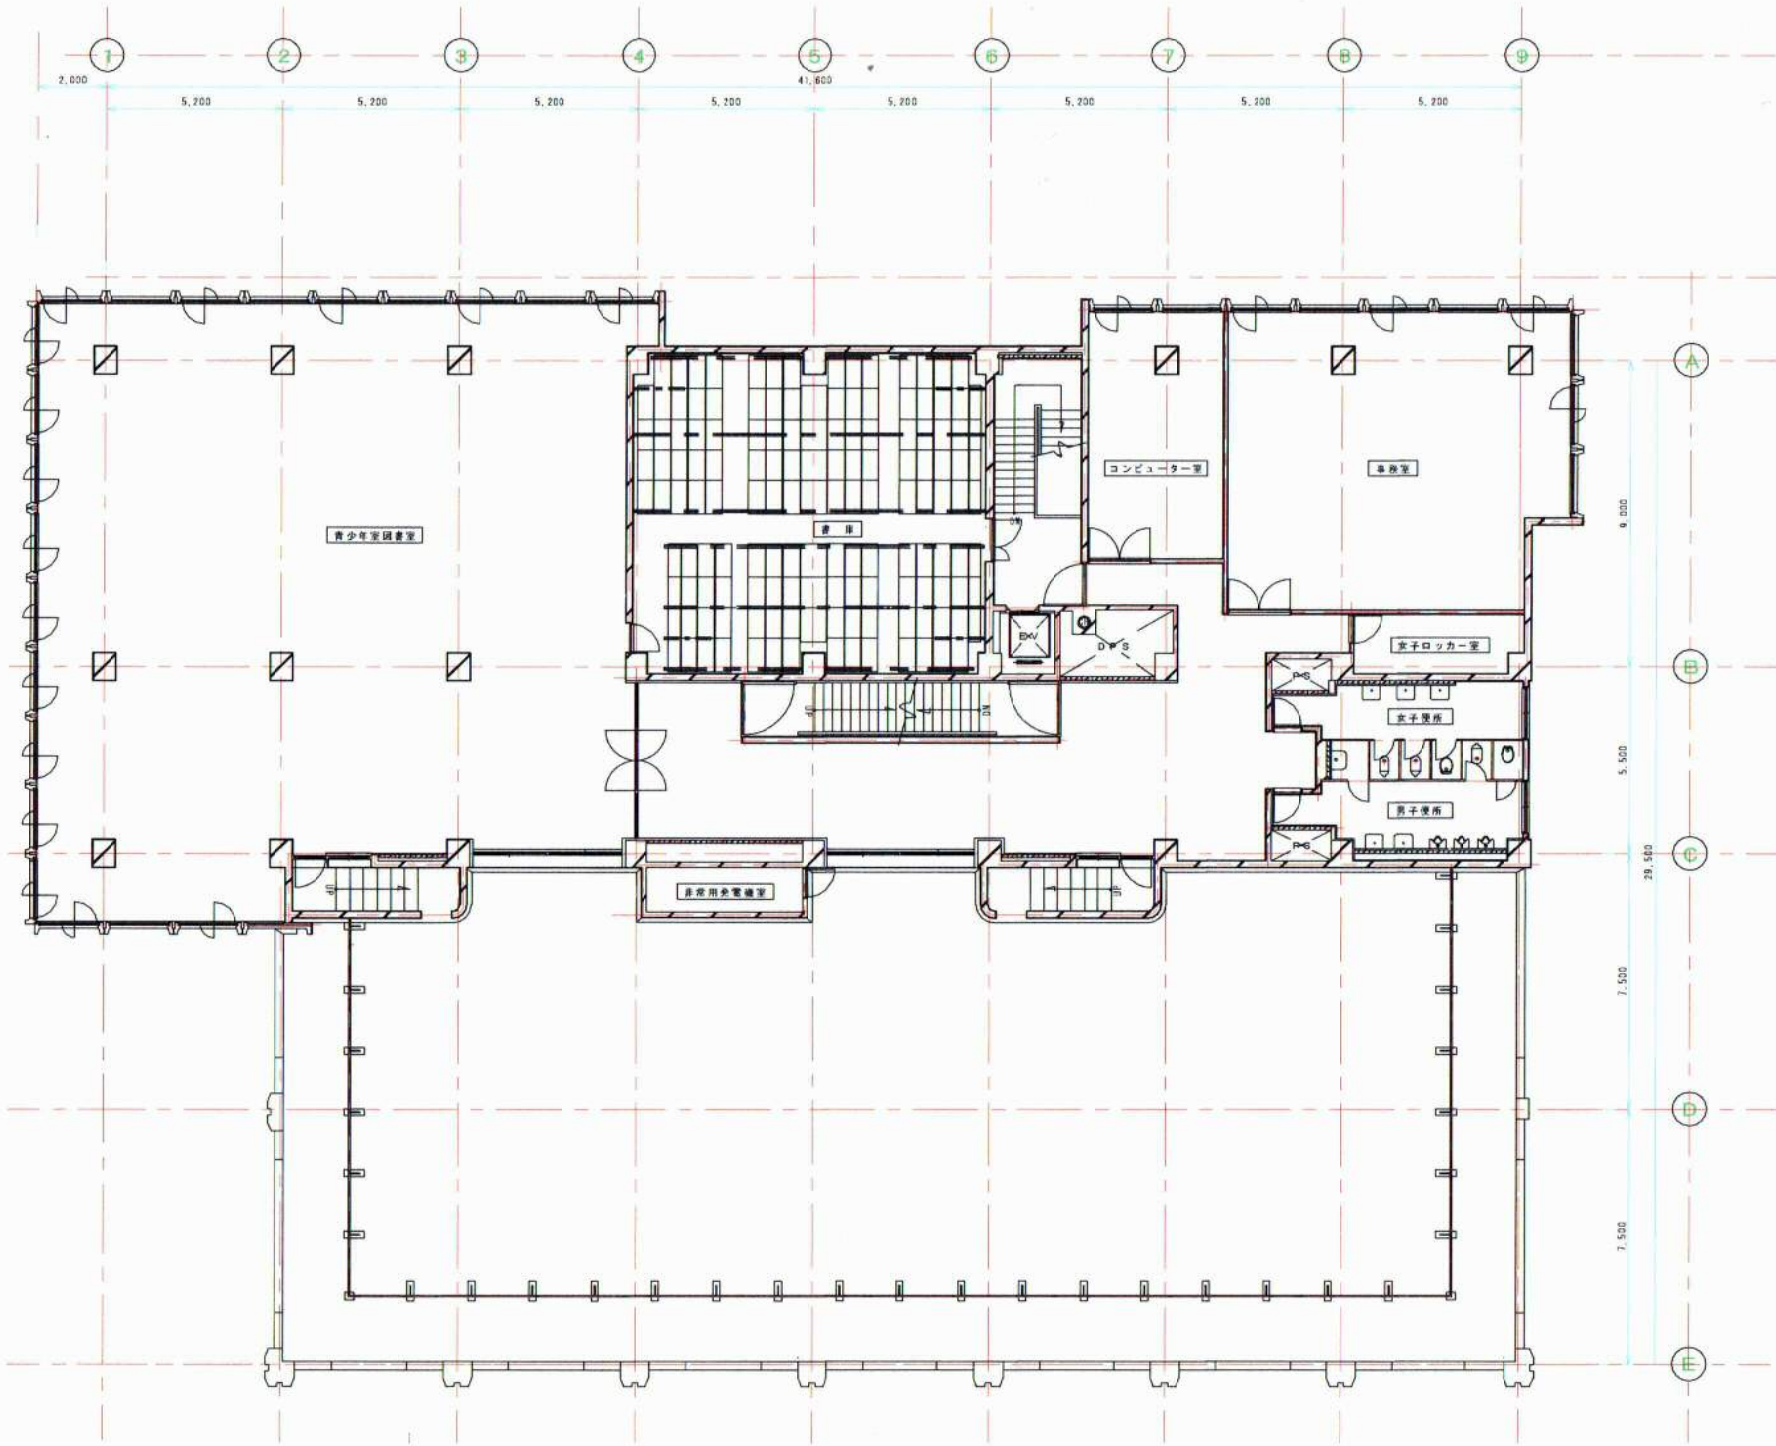 1 2 3 4 5 6 7 8 9
2,000 41,600
5,200 5,200 5,200 5,200 5,200 5,200 5,200 5,200
A
コンピューター室 事務室
9,000
青少年室図書室 書庫
DN
EV DPS
女子ロッカー室
B
PS
UP DN
女子便所
5,500
男子便所
PS
C
29,500
UP 非常用発電機室 UP
7,500
D
7,500
E